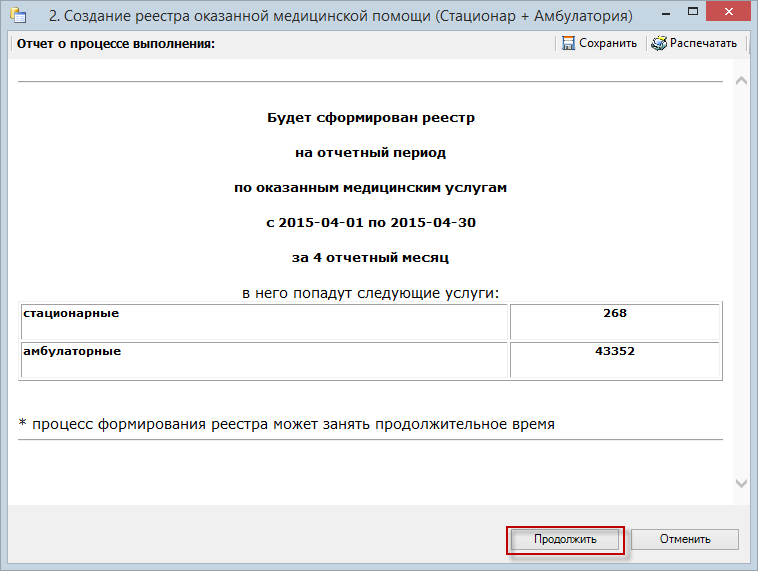 2. Создание реестра оказанной медицинской помощи (Стационар + Амбулатория)
Отчет о процессе выполнения:
Сохранить
Распечатать
Будет сформирован реестр
на отчетный период
по оказанным медицинским услугам
с 2015-04-01 по 2015-04-30
за 4 отчетный месяц
в него попадут следующие услуги:
стационарные 268
амбулаторные 43352
* процесс формирования реестра может занять продолжительное время
Продолжить
Отменить